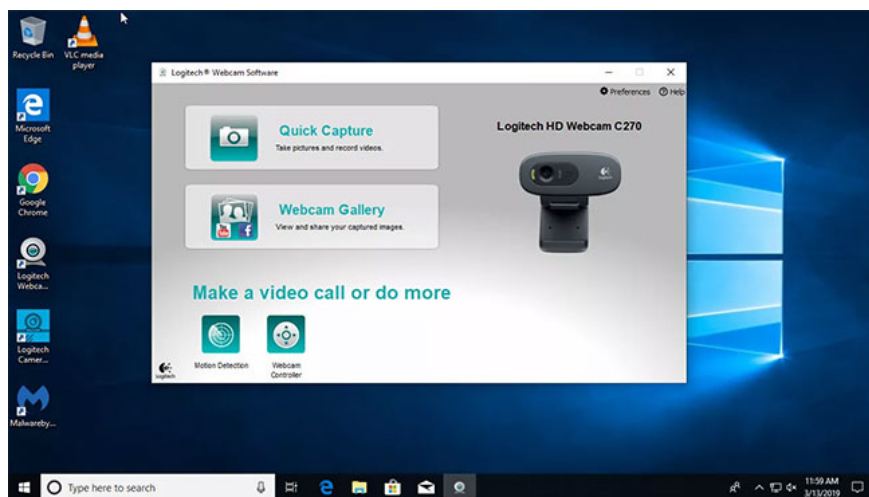 Recycle Bin
VLC media
player
Microsoft
Edge
Google
Chrome
Logitech
Webca...
Logitech
Camer...
Malwareby...
Logitech® Webcam Software
Preferences
Help
Quick Capture
Take pictures and record videos.
Logitech HD Webcam C270
Webcam Gallery
View and share your captured images.
Make a video call or do more
Motion Detection
Webcam
Controller
Logitech
Type here to search
11:59 AM
3/13/2019